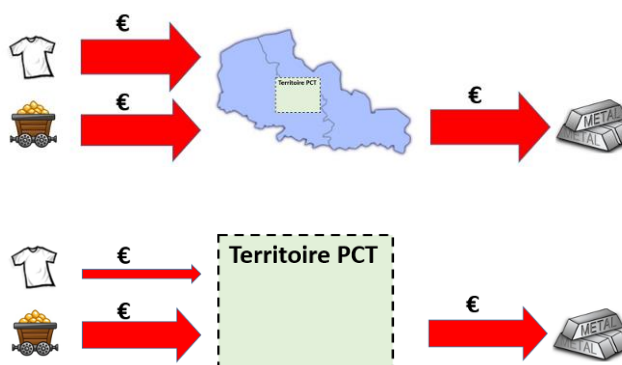 €
Territoire PCT
€
€
METAL
METAL
€
Territoire PCT
€
€
METAL
METAL